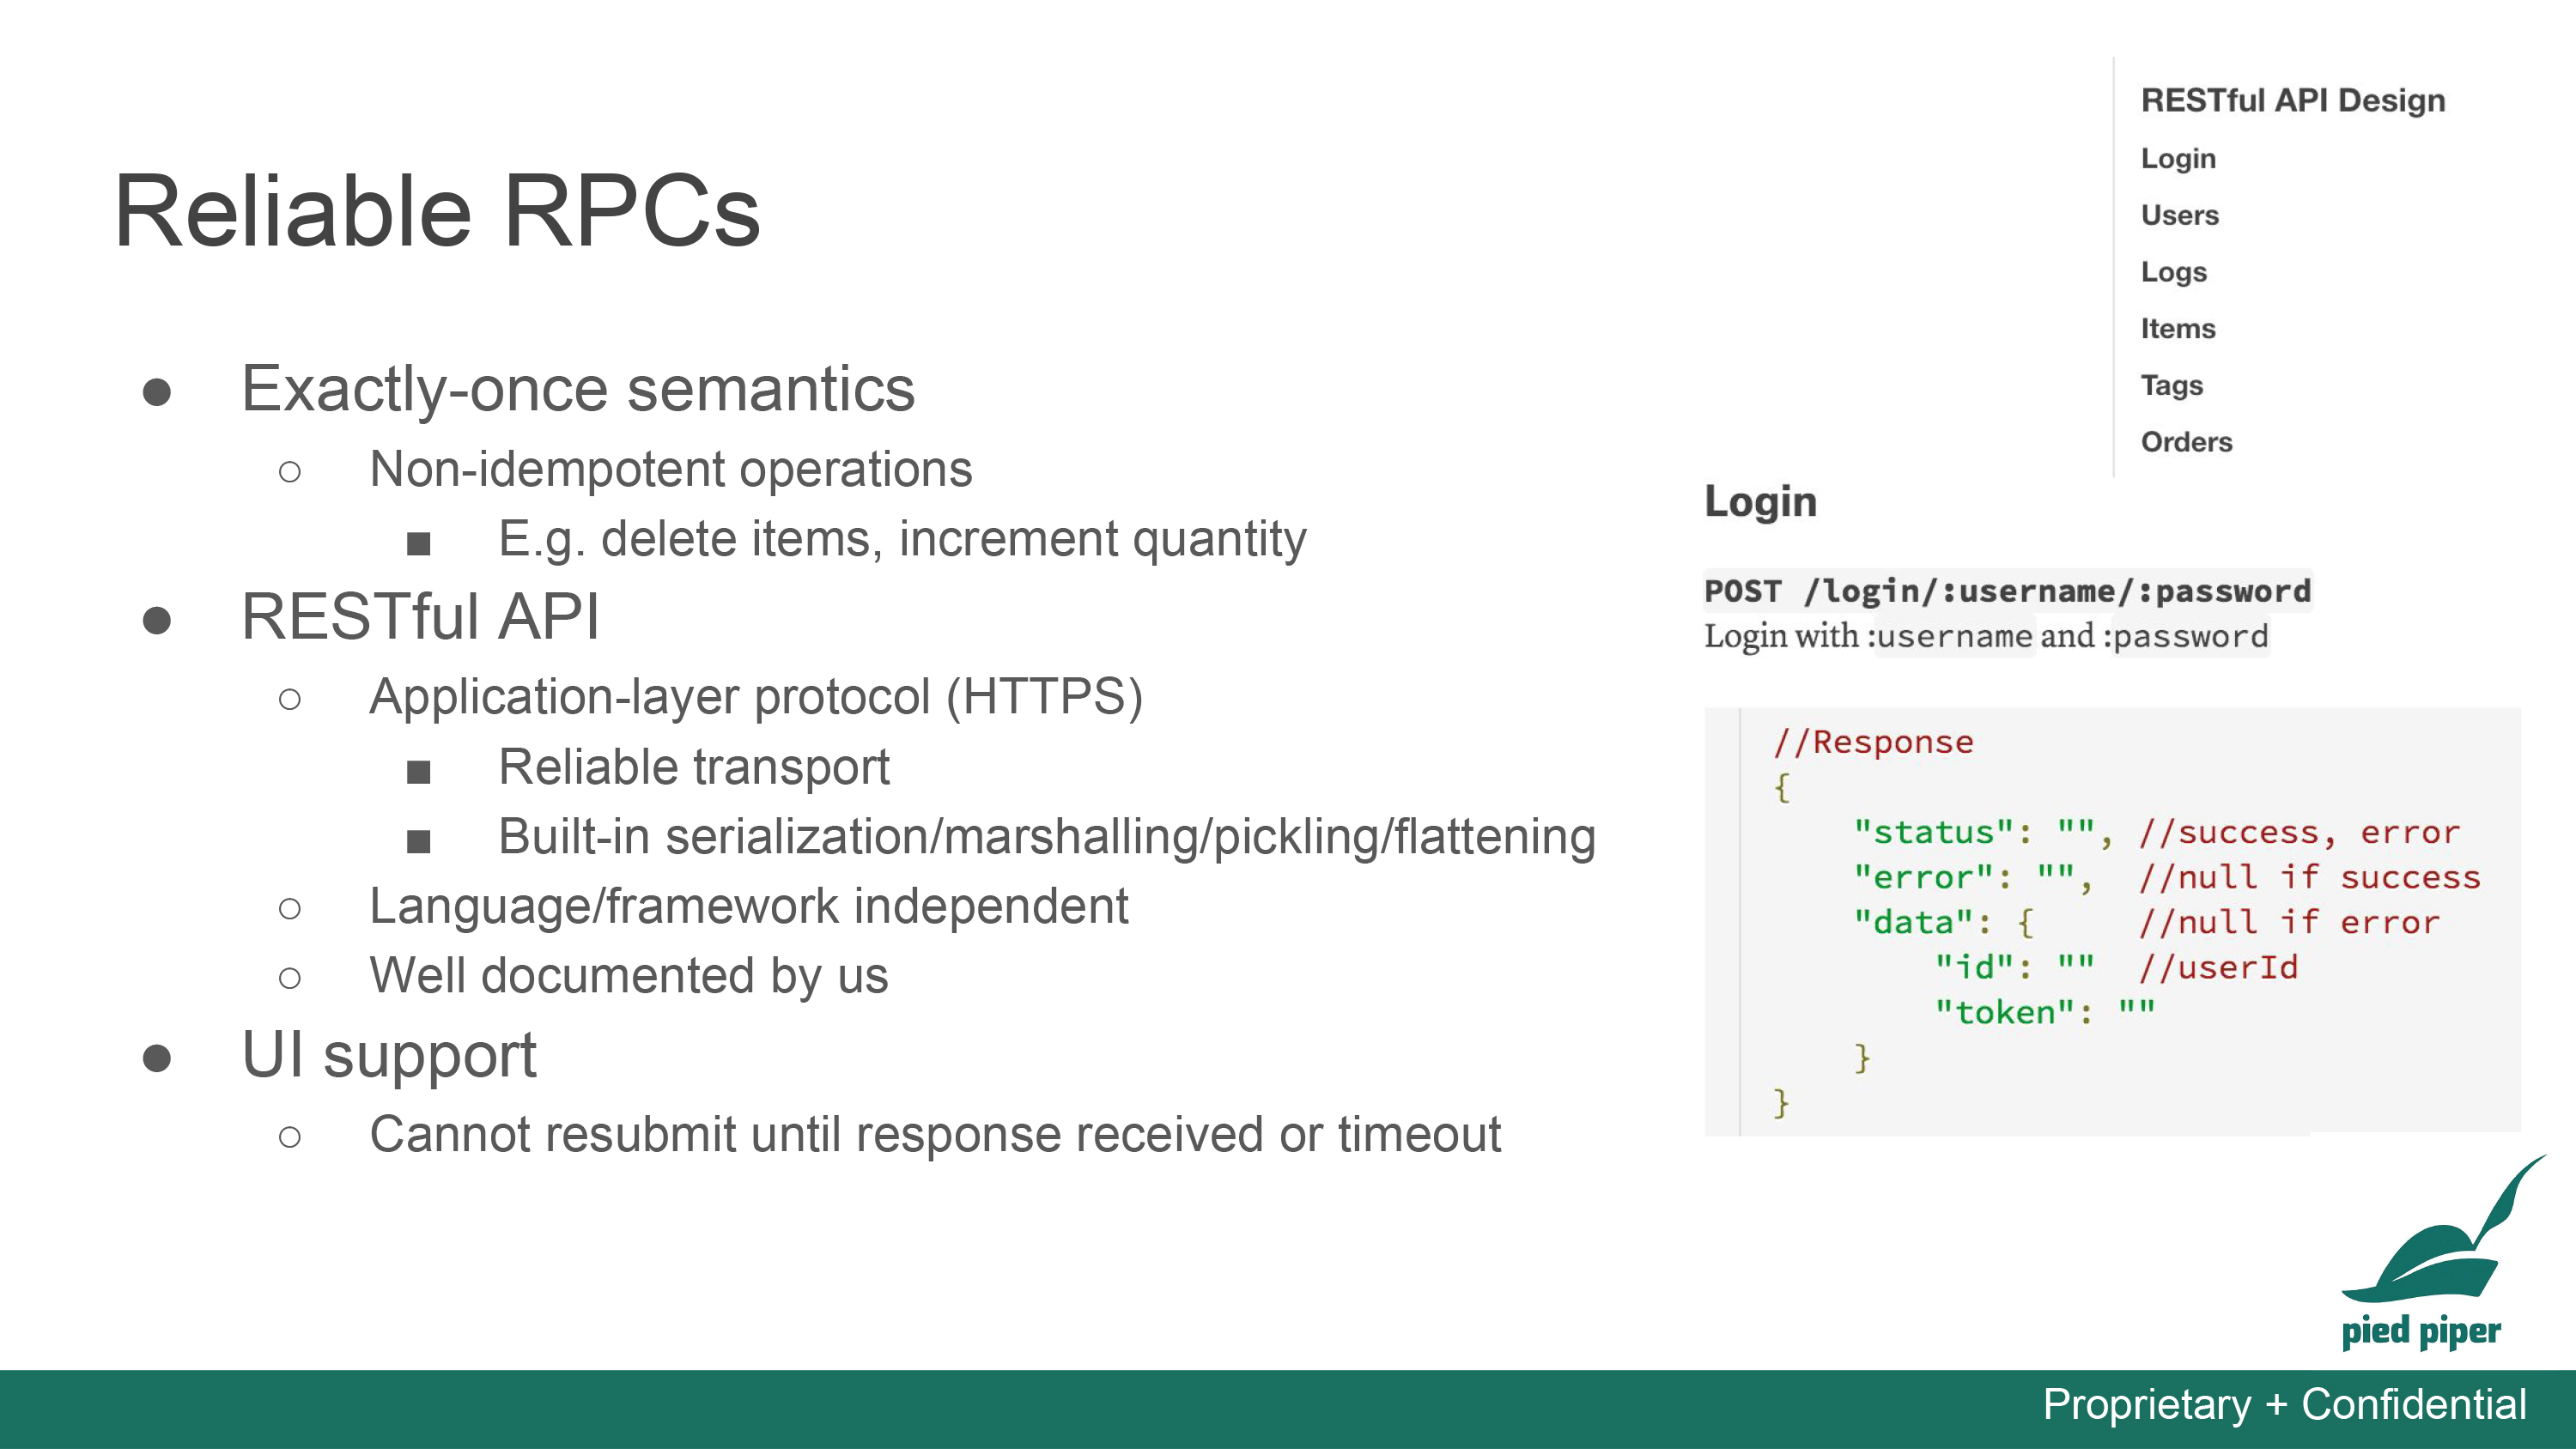 Reliable RPCs
● Exactly-once semantics
○ Non-idempotent operations
■ E.g. delete items, increment quantity
● RESTful API
○ Application-layer protocol (HTTPS)
■ Reliable transport
■ Built-in serialization/marshalling/pickling/flattening
○ Language/framework independent
○ Well documented by us
● UI support
○ Cannot resubmit until response received or timeout
RESTful API Design
Login
Users
Logs
Items
Tags
Orders
Login
POST /login/:username/:password
Login with :username and :password
//Response
{
"status": "", //success, error
"error": "", //null if success
"data": { //null if error
"id": "" //userId
"token": ""
}
}
pied piper
Proprietary + Confidential